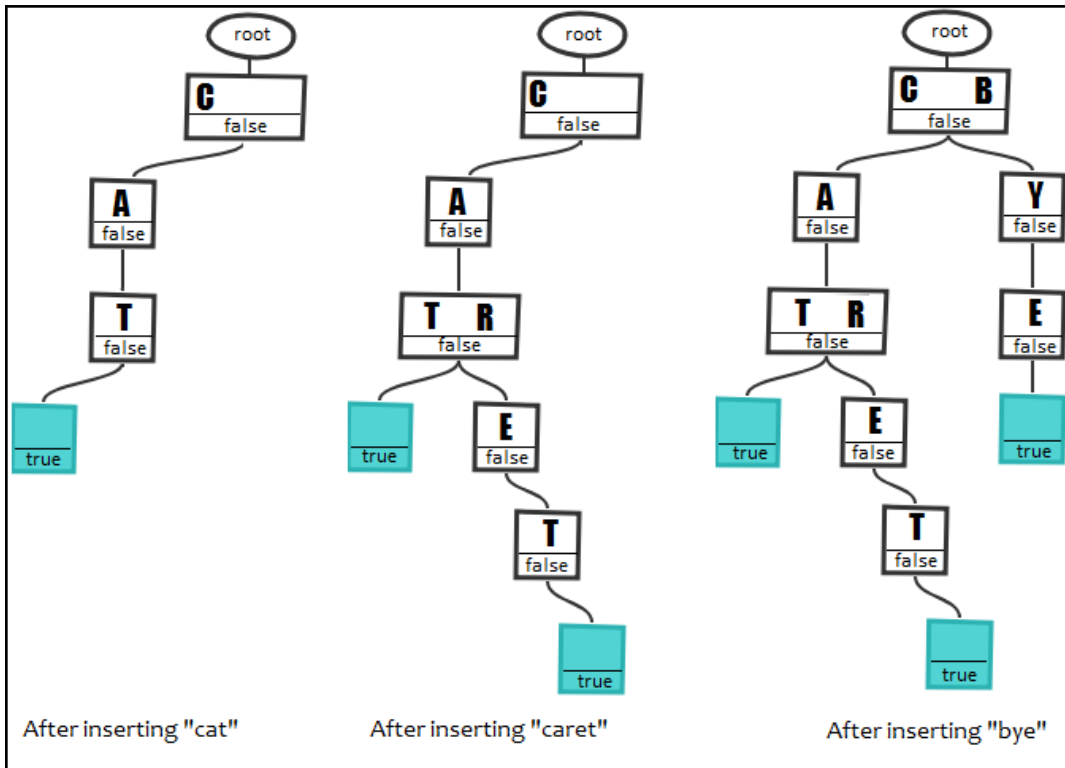 root
C
false
A
false
T
false
true
After inserting "cat"
root
C
false
A
false
T R
false
true
E
false
T
false
true
After inserting "caret"
root
C B
false
A
false
Y
false
T R
false
E
false
true
E
false
true
T
false
true
After inserting "bye"